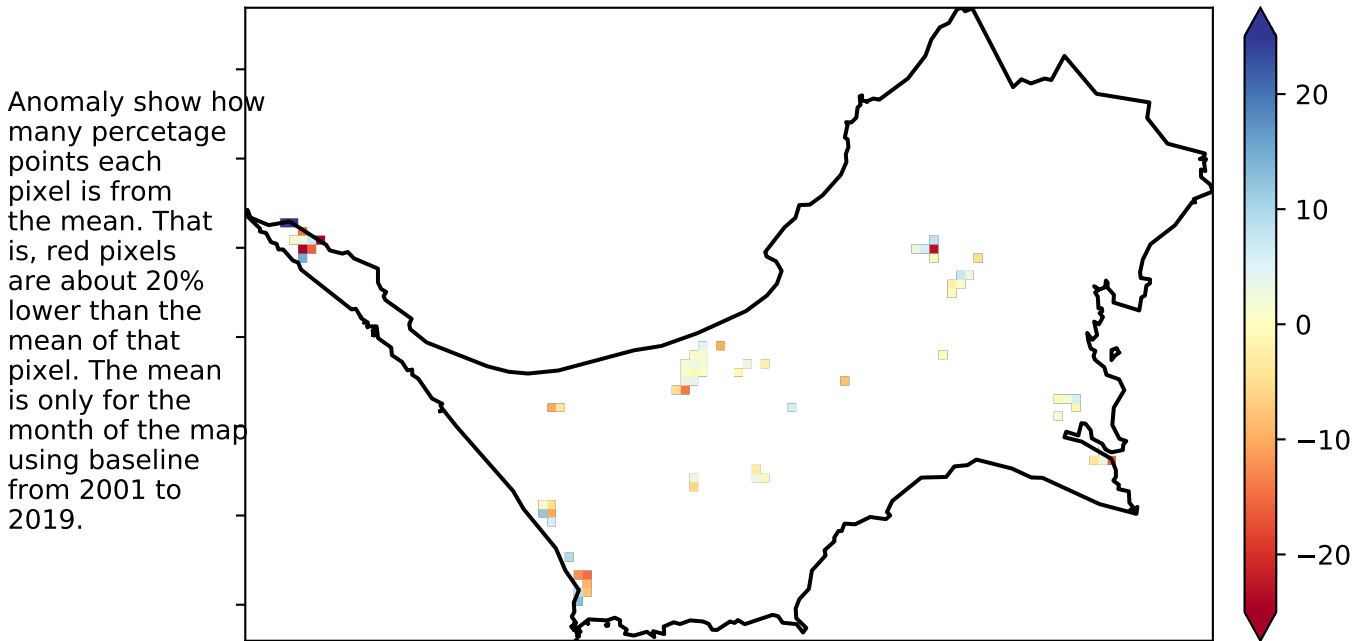 Anomaly show how
many percetage
points each
pixel is from
the mean. That
is, red pixels
are about 20%
lower than the
mean of that
pixel. The mean
is only for the
month of the map
using baseline
from 2001 to
2019.
20
10
0
−10
−20